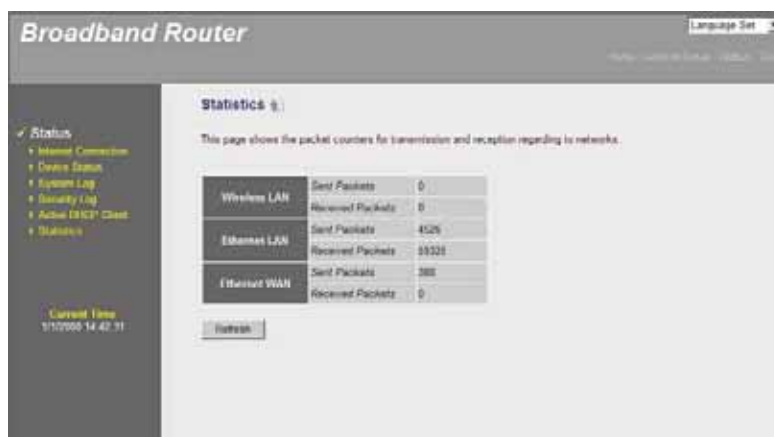 Broadband Router
Language Set
Statistics
This page shows the packet counters for transmission and reception regarding to networks.
Status
Internet Connection
Device Status
System Log
Security Log
Active DHCP Client
Statistics
Wireless LAN
Sent Packets 0
Received Packets 0
Ethernet LAN
Sent Packets 4526
Received Packets
Ethernet WAN
Sent Packets
Received Packets 0
Refresh
Current Time